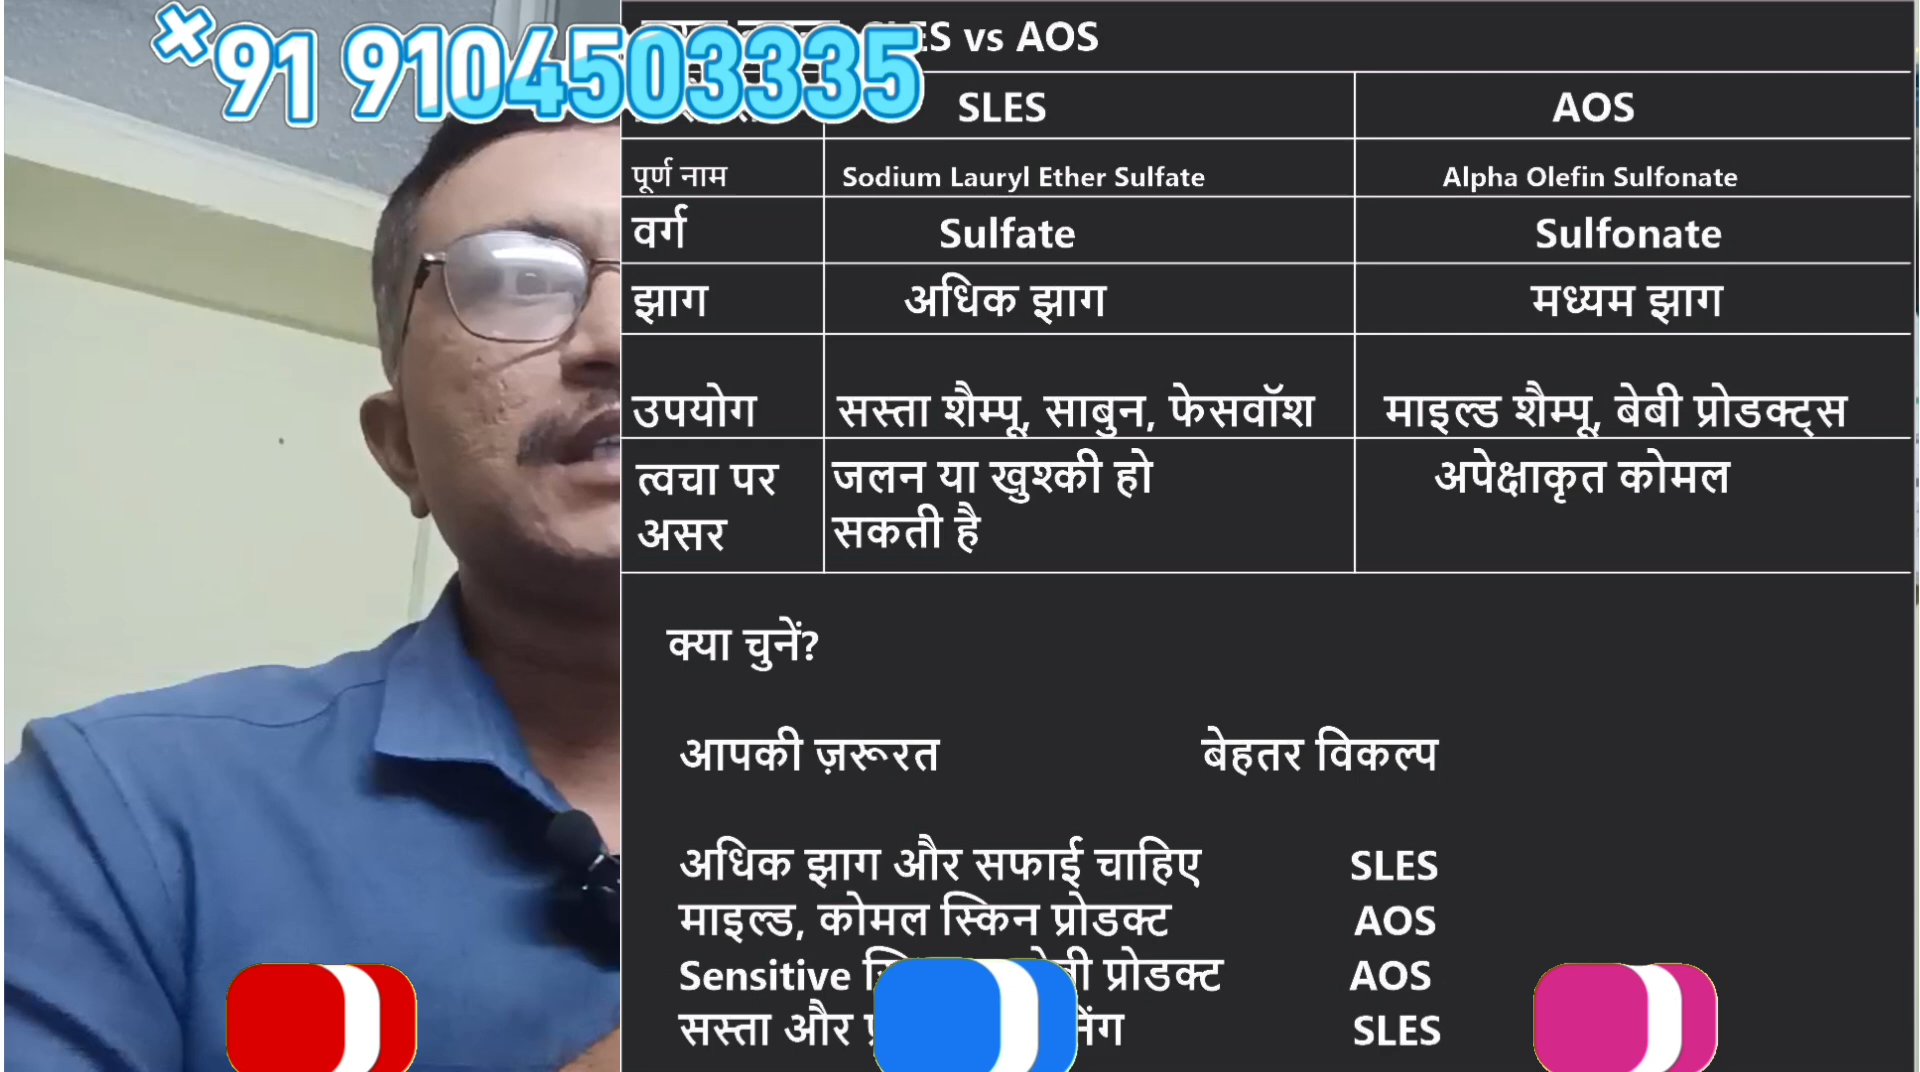 +91 9104503335
SLES vs AOS
SLES AOS
पूर्ण नाम Sodium Lauryl Ether Sulfate Alpha Olefin Sulfonate
वर्ग Sulfate Sulfonate
झाग अधिक झाग मध्यम झाग
उपयोग सस्ता शैम्पू, साबुन, फेसवॉश माइल्ड शैम्पू, बेबी प्रोडक्ट्स
त्वचा पर जलन या खुश्की हो अपेक्षाकृत कोमल
असर सकती है
क्या चुनें?
आपकी ज़रूरत बेहतर विकल्प
अधिक झाग और सफाई चाहिए SLES
माइल्ड, कोमल स्किन प्रोडक्ट AOS
Sensitive प्रोडक्ट AOS
सस्ता और SLES